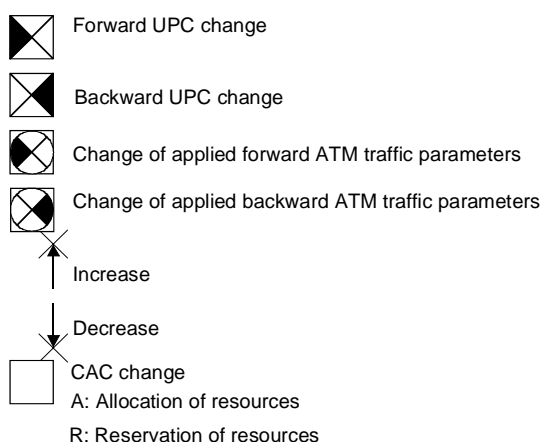 Forward UPC change
Backward UPC change
Change of applied forward ATM traffic parameters
Change of applied backward ATM traffic parameters
Increase
Decrease
CAC change
A: Allocation of resources
R: Reservation of resources